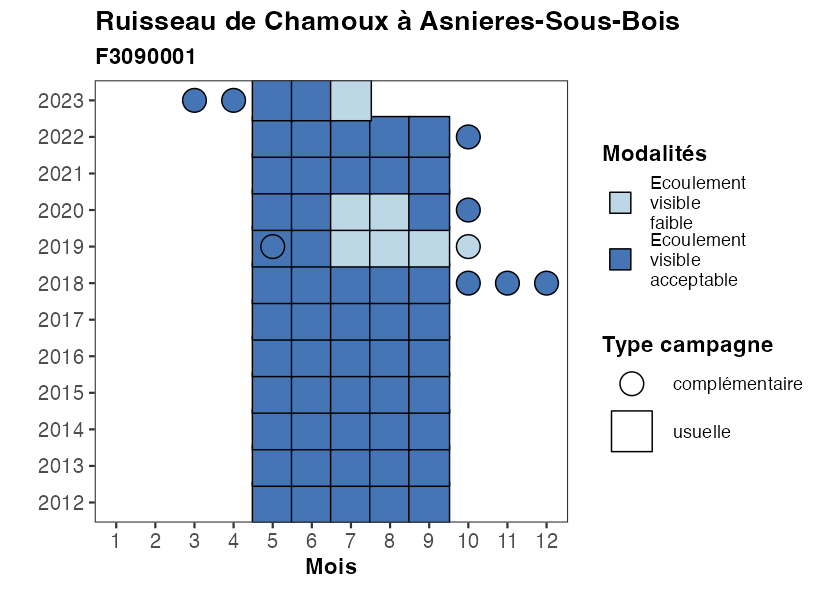 Ruisseau de Chamoux à Asnieres-Sous-Bois
F3090001
2023
2022
2021
2020
2019
2018
2017
2016
2015
2014
2013
2012
1 2 3 4 5 6 7 8 9 10 11 12
Mois
Modalités
Ecoulement
visible
faible
Ecoulement
visible
acceptable
Type campagne
complémentaire
usuelle